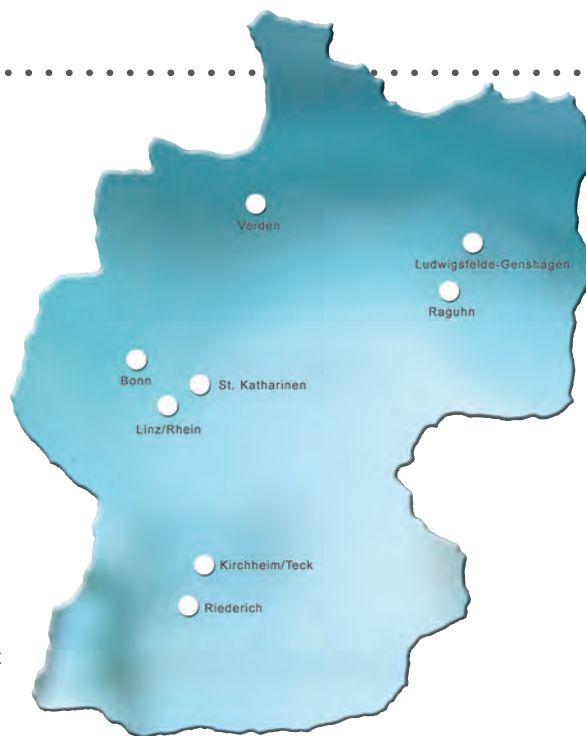 Verden
Ludwigsfelde-Genshagen
Raguhn
Bonn
St. Katharinen
Linz/Rhein
Kirchheim/Teck
Riederich